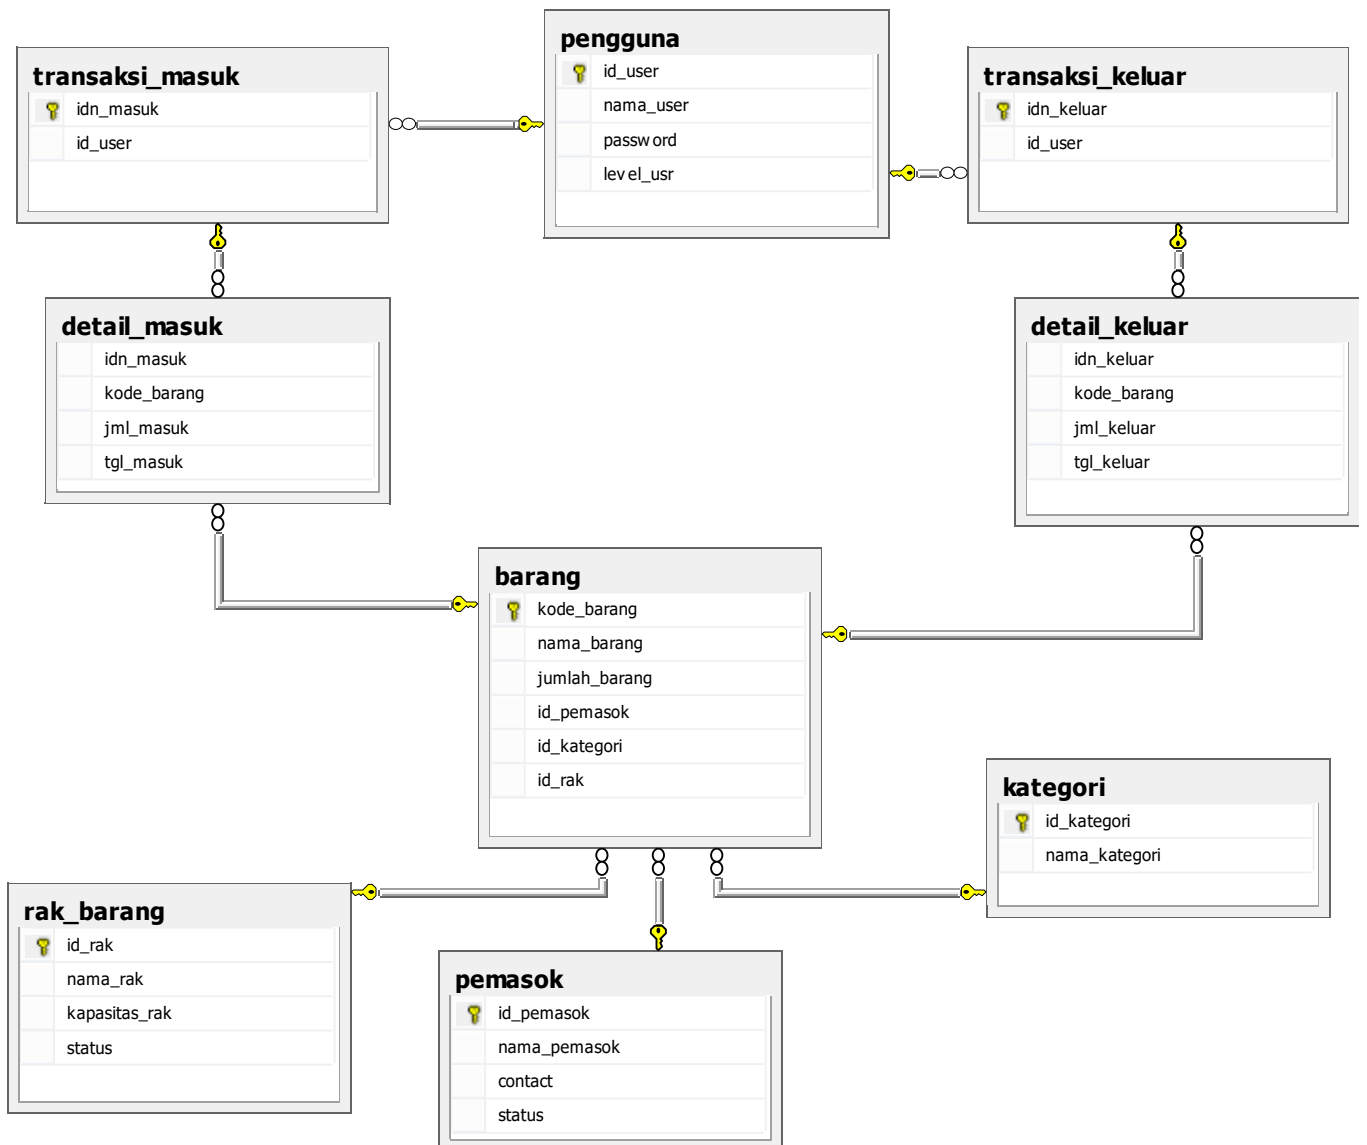 transaksi_masuk
idn_masuk
id_user
pengguna
id_user
nama_user
password
level_usr
transaksi_keluar
idn_keluar
id_user
detail_masuk
idn_masuk
kode_barang
jml_masuk
tgl_masuk
detail_keluar
idn_keluar
kode_barang
jml_keluar
tgl_keluar
barang
kode_barang
nama_barang
jumlah_barang
id_pemasok
id_kategori
id_rak
kategori
id_kategori
nama_kategori
rak_barang
id_rak
nama_rak
kapasitas_rak
status
pemasok
id_pemasok
nama_pemasok
contact
status